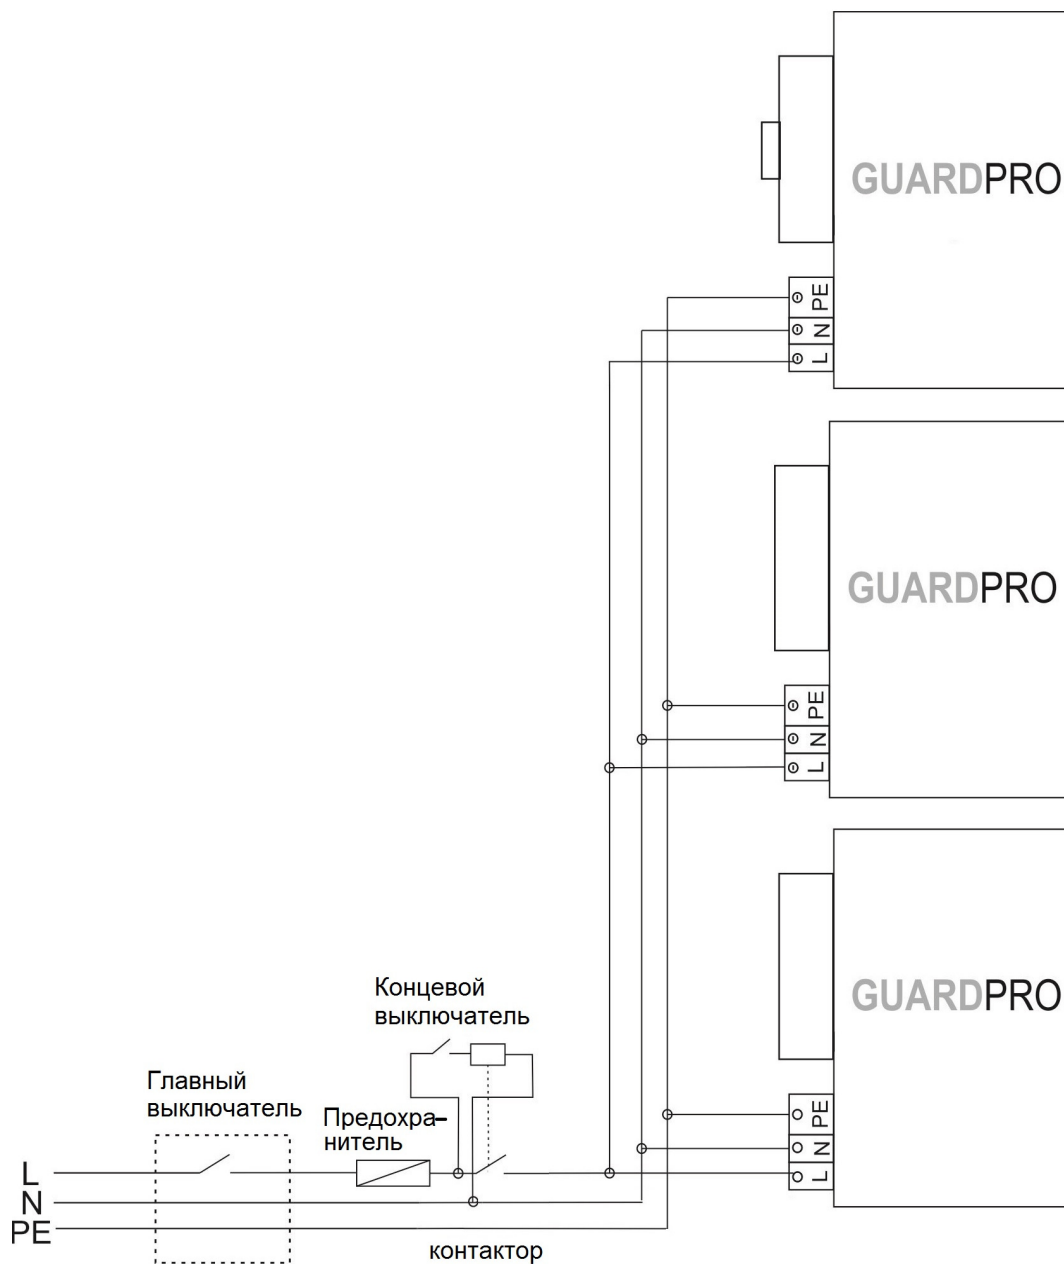 GUARDPRO
PE
N
L
GUARDPRO
PE
N
L
GUARDPRO
PE
N
L
Концевой
выключатель
Главный
выключатель
Предохра-
нитель
L
N
PE
контактор